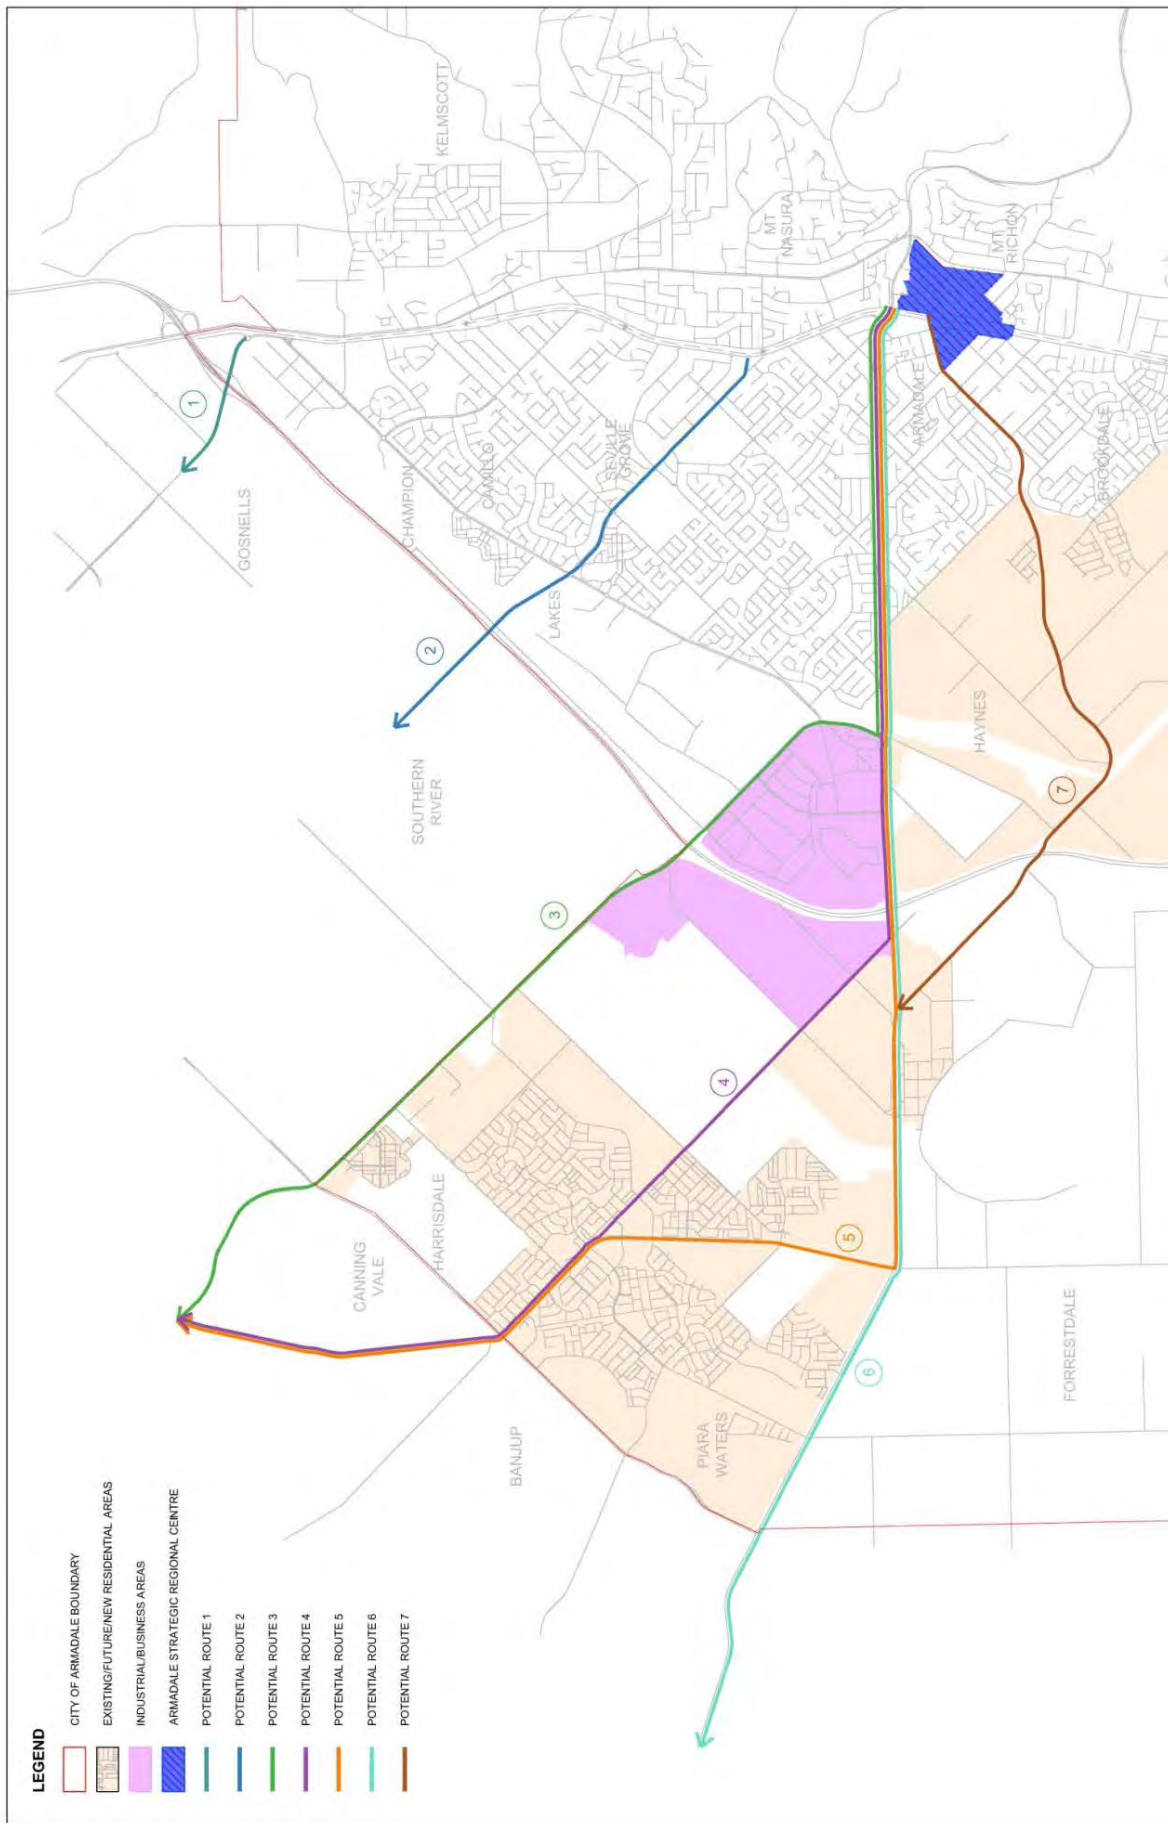 LEGEND
CITY OF ARMADALE BOUNDARY
EXISTING/FUTURE/NEW RESIDENTIAL AREAS
INDUSTRIAL/BUSINESS AREAS
ARMADALE STRATEGIC REGIONAL CENTRE
POTENTIAL ROUTE 1
POTENTIAL ROUTE 2
POTENTIAL ROUTE 3
POTENTIAL ROUTE 4
POTENTIAL ROUTE 5
POTENTIAL ROUTE 6
POTENTIAL ROUTE 7
BANJUP
PIARA
WATERS
FORRESTDALE
CANNING
VALE
HARRISDALE
6
5
4
3
7
SOUTHERN
RIVER
HAYNES
2
LAKES
GOSNELLS
CHAMPION
CAMILLO
SEVILLE
GROVE
BROOKDALE
1
ARMADALE
KELMSCOTT
MT
NASURA
MT
RICHON